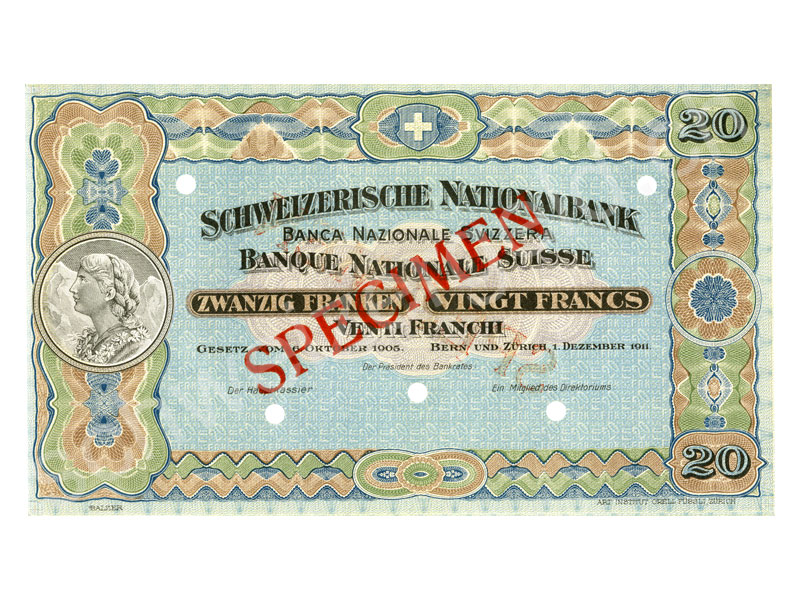 20
SCHWEIZERISCHE NATIONALBANK
BANCA NAZIONALE SVIZZERA
BANQUE NATIONALE SUISSE
ZWANZIG FRANKEN VINGT FRANCS
VENTI FRANCHI
GESETZ VOM 6. OKTOBER 1905. BERN UND ZÜRICH, 1. DEZEMBER 1911.
Der Präsident des Bankrates:
Der Hauptkassier Ein Mitglied des Direktoriums
SPECIMEN
20
BALZER ART. INSTITUT ORELL FÜSSLI ZÜRICH